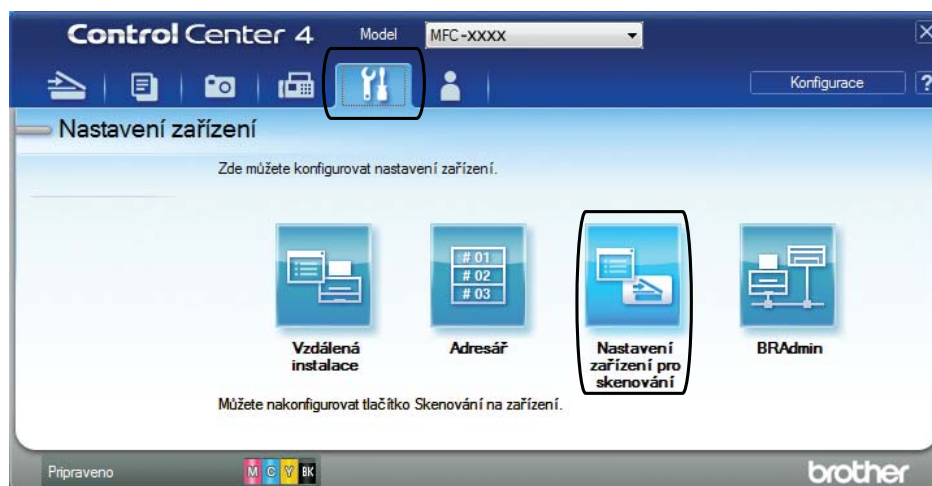 Control Center 4
Model
MFC-XXXX
Konfigurace
?
Nastavení zařízení
Zde můžete konfigurovat nastavení zařízení.
# 01
# 02
# 03
Vzdálená
instalace
Adresář
Nastavení
zařízení pro
skenování
BRAdmin
Můžete nakonfigurovat tlačítko Skenování na zařízení.
Pripraveno
M C Y BK
brother